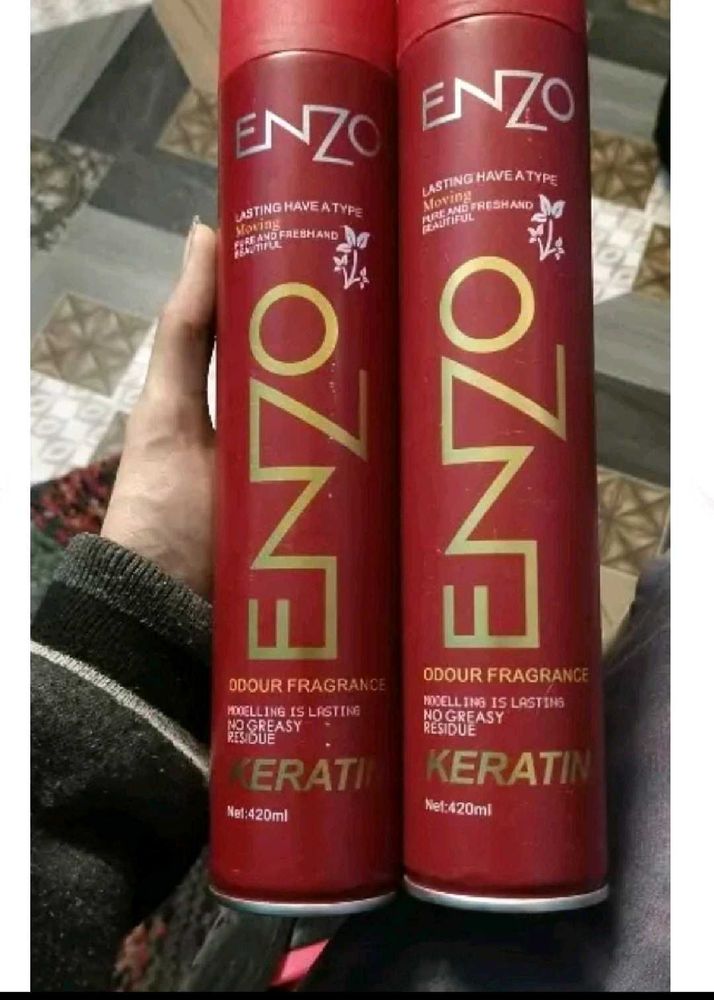 ENZO
LASTING HAVE A TYPE
Moving
PURE AND FRESH AND
BEAUTIFUL
ENZO
ODOUR FRAGRANCE
MODELLING IS LASTING
NO GREASY
RESIDUE
KERATIN
Net:420ml
ENZO
LASTING HAVE A TYPE
Moving
PURE AND FRESH AND
BEAUTIFUL
ENZO
ODOUR FRAGRANCE
MODELLING IS LASTING
NO GREASY
RESIDUE
KERATIN
Net:420ml